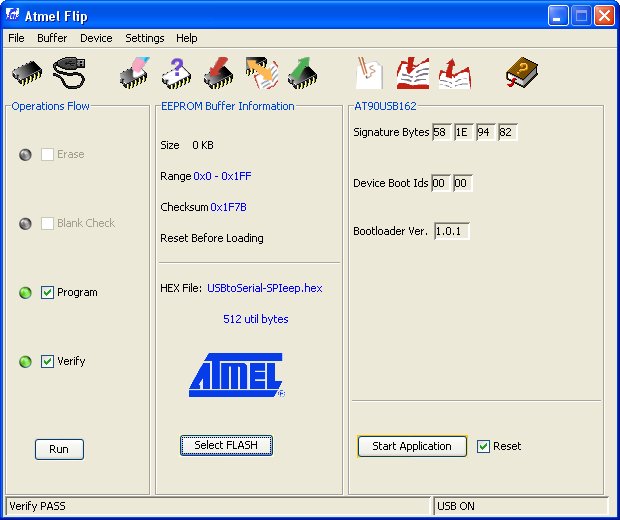 Atmel Flip
File Buffer Device Settings Help
Operations Flow
Erase
Blank Check
Program
Verify
Run
EEPROM Buffer Information
Size 0 KB
Range 0x0 - 0x1FF
Checksum 0x1F7B
Reset Before Loading
HEX File: USBtoSerial-SPIeep.hex
512 util bytes
ATMEL ®
Select FLASH
AT90USB162
Signature Bytes 58 1E 94 82
Device Boot Ids 00 00
Bootloader Ver. 1.0.1
Start Application Reset
Verify PASS
USB ON